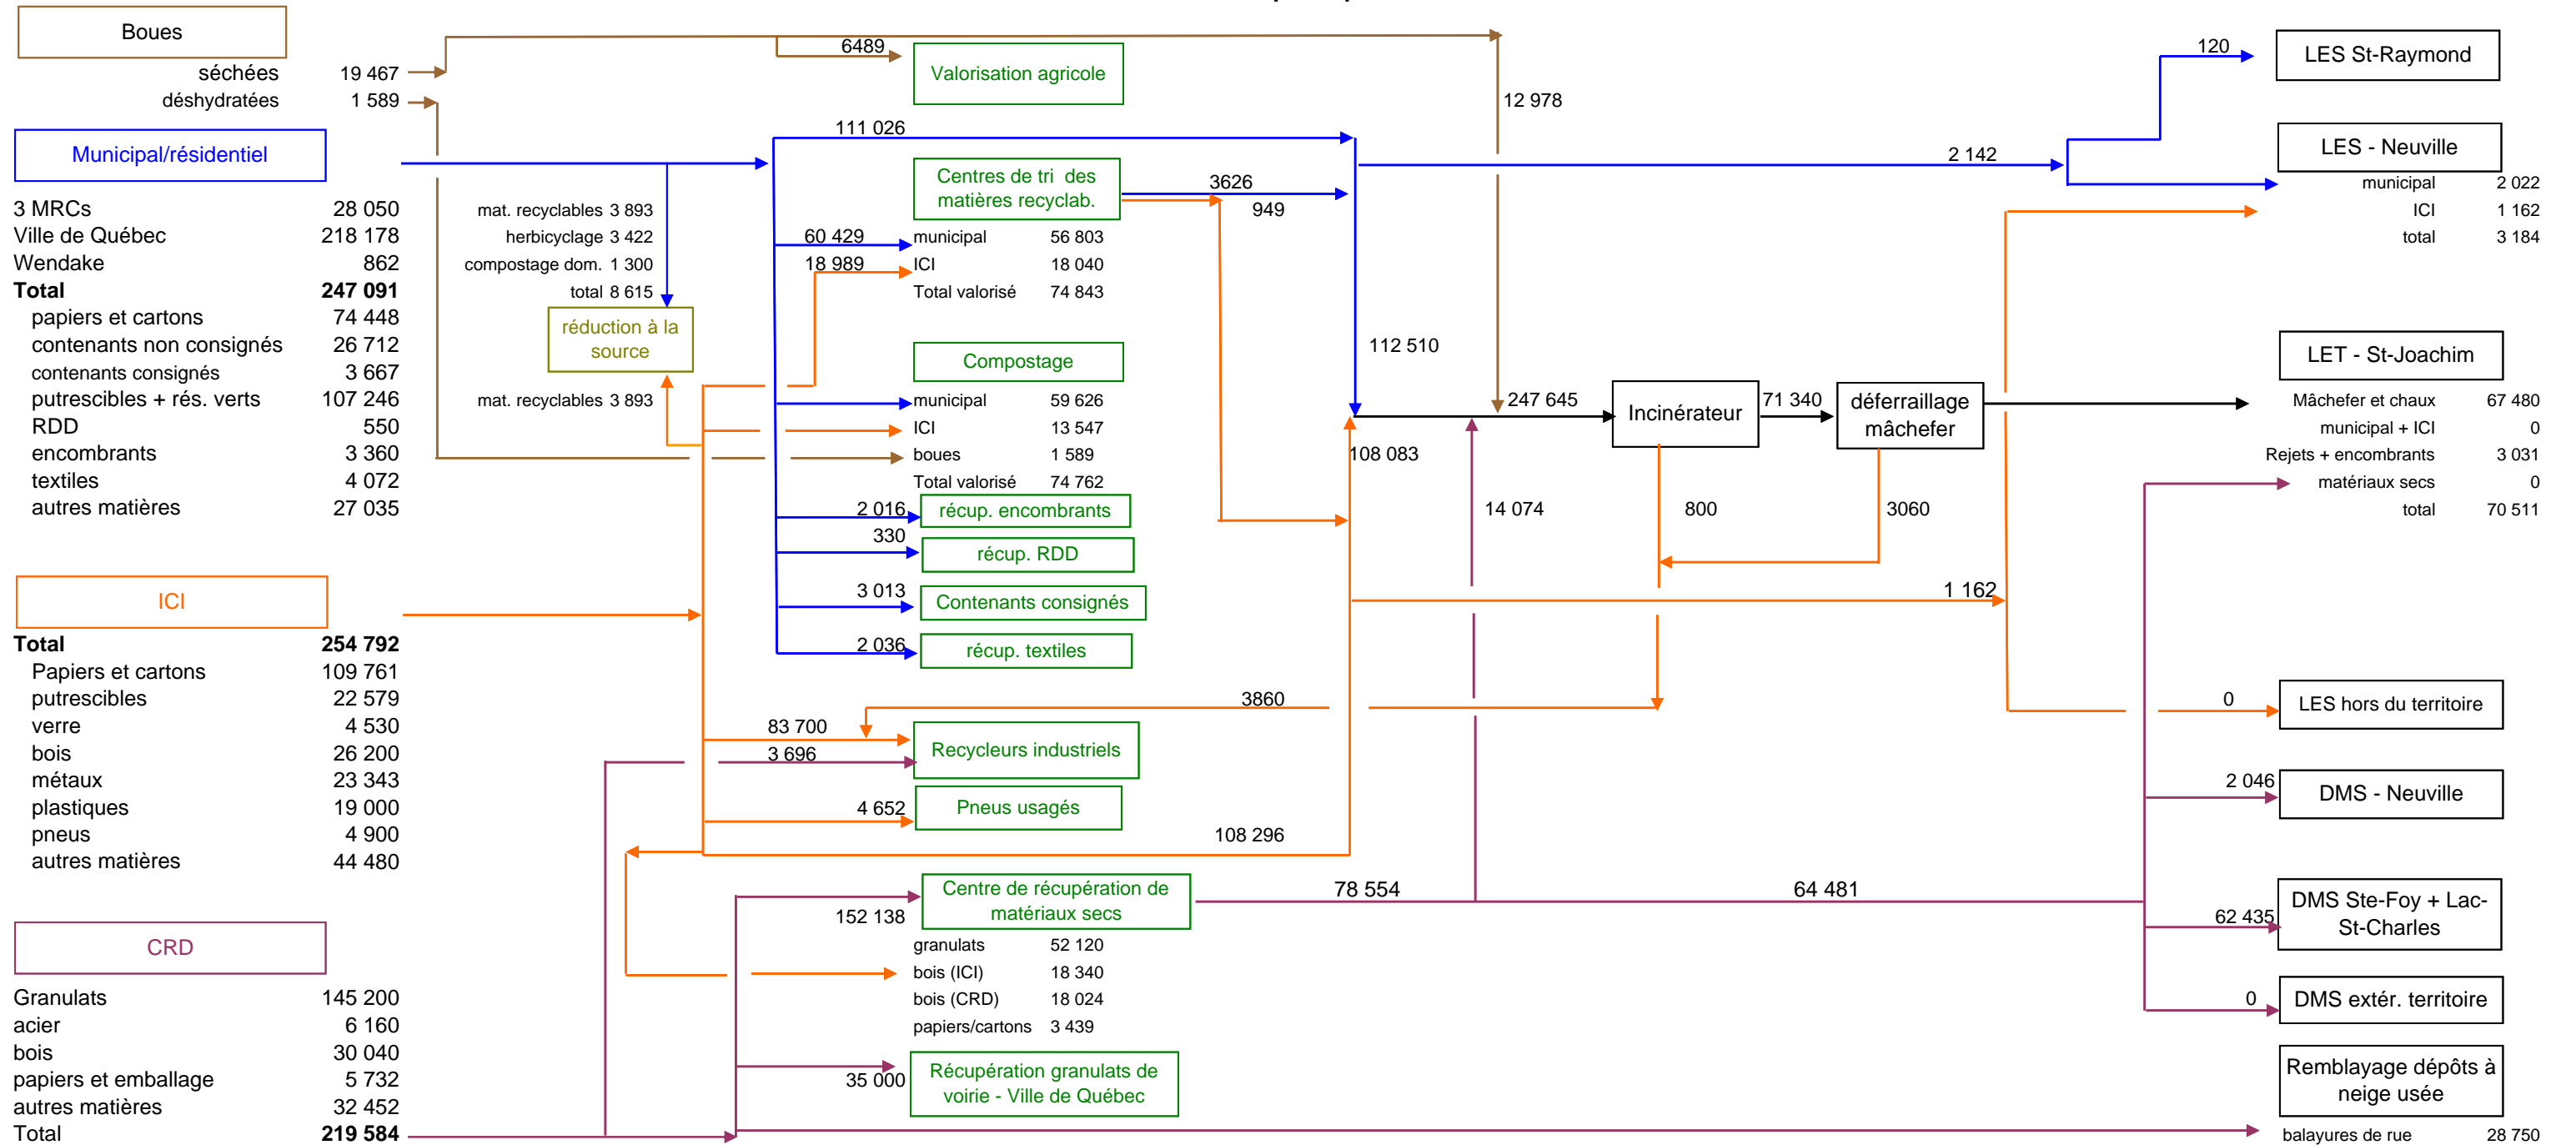 Boues
séchées 19 467
déshydratées 1 589
Municipal/résidentiel
3 MRCs 28 050
Ville de Québec 218 178
Wendake 862
Total 247 091
papiers et cartons 74 448
contenants non consignés 26 712
contenants consignés 3 667
putrescibles + rés. verts 107 246
RDD 550
encombrants 3 360
textiles 4 072
autres matières 27 035
ICI
Total 254 792
Papiers et cartons 109 761
putrescibles 22 579
verre 4 530
bois 26 200
métaux 23 343
plastiques 19 000
pneus 4 900
autres matières 44 480
CRD
Granulats 145 200
acier 6 160
bois 30 040
papiers et emballage 5 732
autres matières 32 452
Total 219 584
mat. recyclables 3 893
herbicyclage 3 422
compostage dom. 1 300
total 8 615
réduction à la
source
mat. recyclables 3 893
6489
Valorisation agricole
111 026
Centres de tri des
matières recyclab.
3626
949
60 429
municipal 56 803
18 989
ICI 18 040
Total valorisé 74 843
Compostage
municipal 59 626
ICI 13 547
boues 1 589
Total valorisé 74 762
2 016
récup. encombrants
330
récup. RDD
3 013
Contenants consignés
2 036
récup. textiles
3860
83 700
3 696
Recycleurs industriels
4 652
Pneus usagés
108 296
152 138
Centre de récupération de
matériaux secs
granulats 52 120
bois (ICI) 18 340
bois (CRD) 18 024
papiers/cartons 3 439
35 000
Récupération granulats de
voirie - Ville de Québec
12 978
112 510
108 083
247 645
14 074
Incinérateur
71 340
déferraillage
mâchefer
800
3060
78 554
64 481
2 142
1 162
120
LES St-Raymond
LES - Neuville
municipal 2 022
ICI 1 162
total 3 184
LET - St-Joachim
Mâchefer et chaux 67 480
municipal + ICI 0
Rejets + encombrants 3 031
matériaux secs 0
total 70 511
0
LES hors du territoire
2 046
DMS - Neuville
62 435
DMS Ste-Foy + Lac-
St-Charles
0
DMS extér. territoire
Remblayage dépôts à
neige usée
balayures de rue 28 750